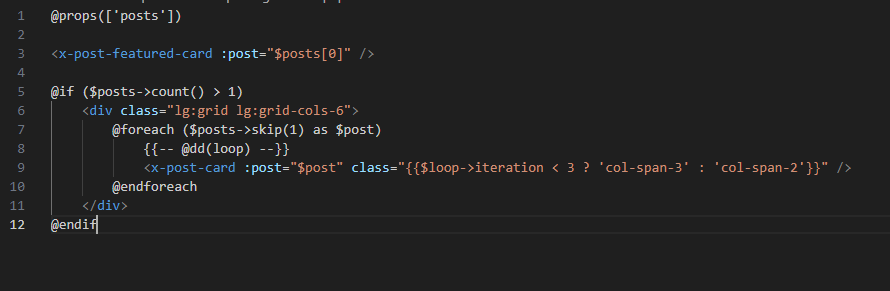 1 @props(['posts'])
2
3 <x-post-featured-card :post="$posts[0]" />
4
5 @if ($posts->count() > 1)
6     <div class="lg:grid lg:grid-cols-6">
7         @foreach ($posts->skip(1) as $post)
8             {{-- @dd(loop) --}}
9             <x-post-card :post="$post" class="{{$loop->iteration < 3 ? 'col-span-3' : 'col-span-2'}}" />
10         @endforeach
11     </div>
12 @endif